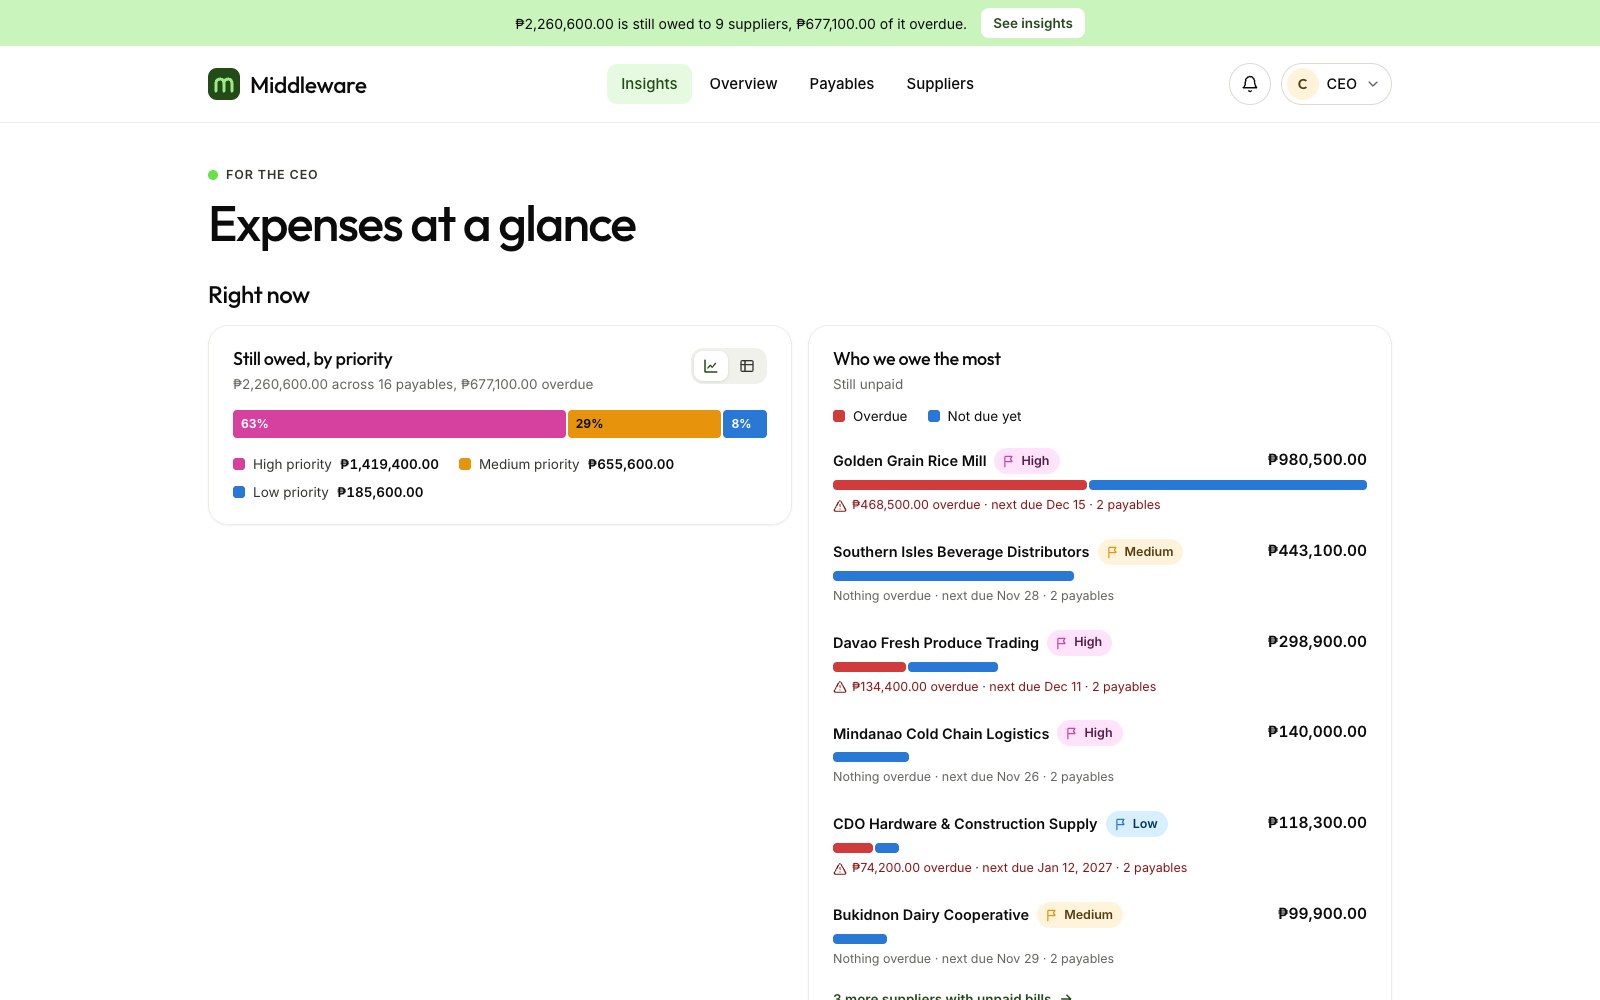 ₱2,260,600.00 is still owed to 9 suppliers, ₱677,100.00 of it overdue. See insights
m Middleware Insights Overview Payables Suppliers C CEO
FOR THE CEO
Expenses at a glance
Right now
Still owed, by priority
₱2,260,600.00 across 16 payables, ₱677,100.00 overdue
63% 29% 8%
High priority ₱1,419,400.00 Medium priority ₱655,600.00
Low priority ₱185,600.00
Who we owe the most
Still unpaid
Overdue Not due yet
Golden Grain Rice Mill High ₱980,500.00
₱468,500.00 overdue · next due Dec 15 · 2 payables
Southern Isles Beverage Distributors Medium ₱443,100.00
Nothing overdue · next due Nov 28 · 2 payables
Davao Fresh Produce Trading High ₱298,900.00
₱134,400.00 overdue · next due Dec 11 · 2 payables
Mindanao Cold Chain Logistics High ₱140,000.00
Nothing overdue · next due Nov 26 · 2 payables
CDO Hardware & Construction Supply Low ₱118,300.00
₱74,200.00 overdue · next due Jan 12, 2027 · 2 payables
Bukidnon Dairy Cooperative Medium ₱99,900.00
Nothing overdue · next due Nov 29 · 2 payables
3 more suppliers with unpaid bills →